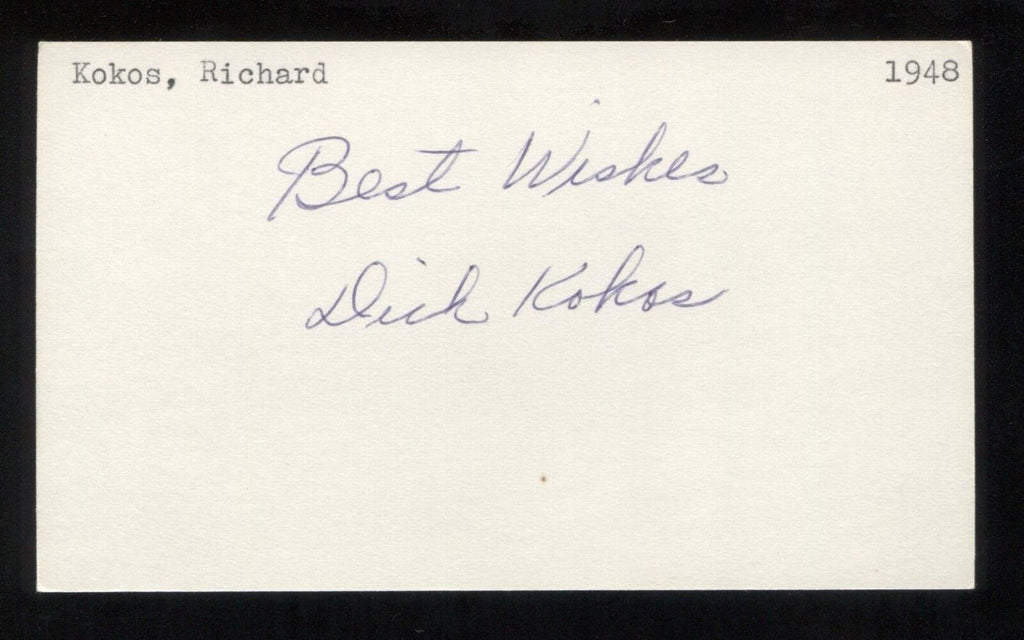 Kokos, Richard 1948
Best Wishes
Dick Kokos